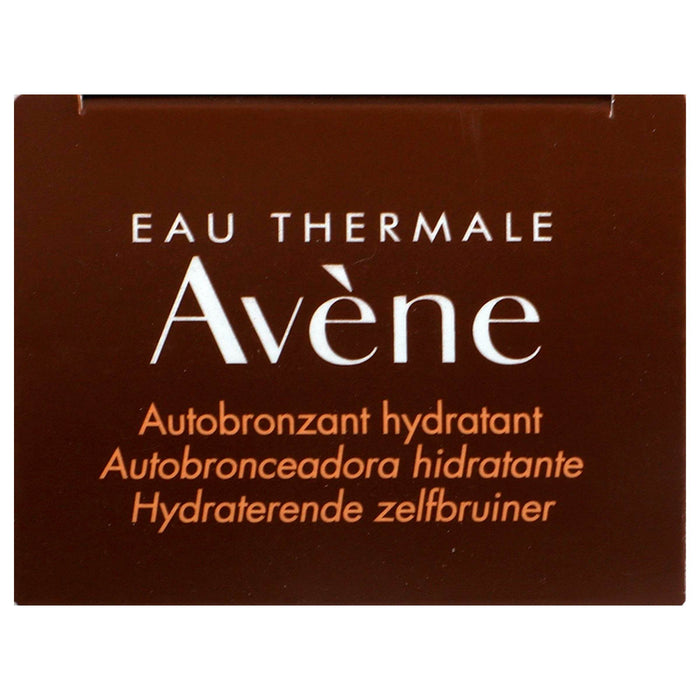 EAU THERMALE
Avène
Autobronzant hydratant
Autobronceadora hidratante
Hydraterende zelfbruiner